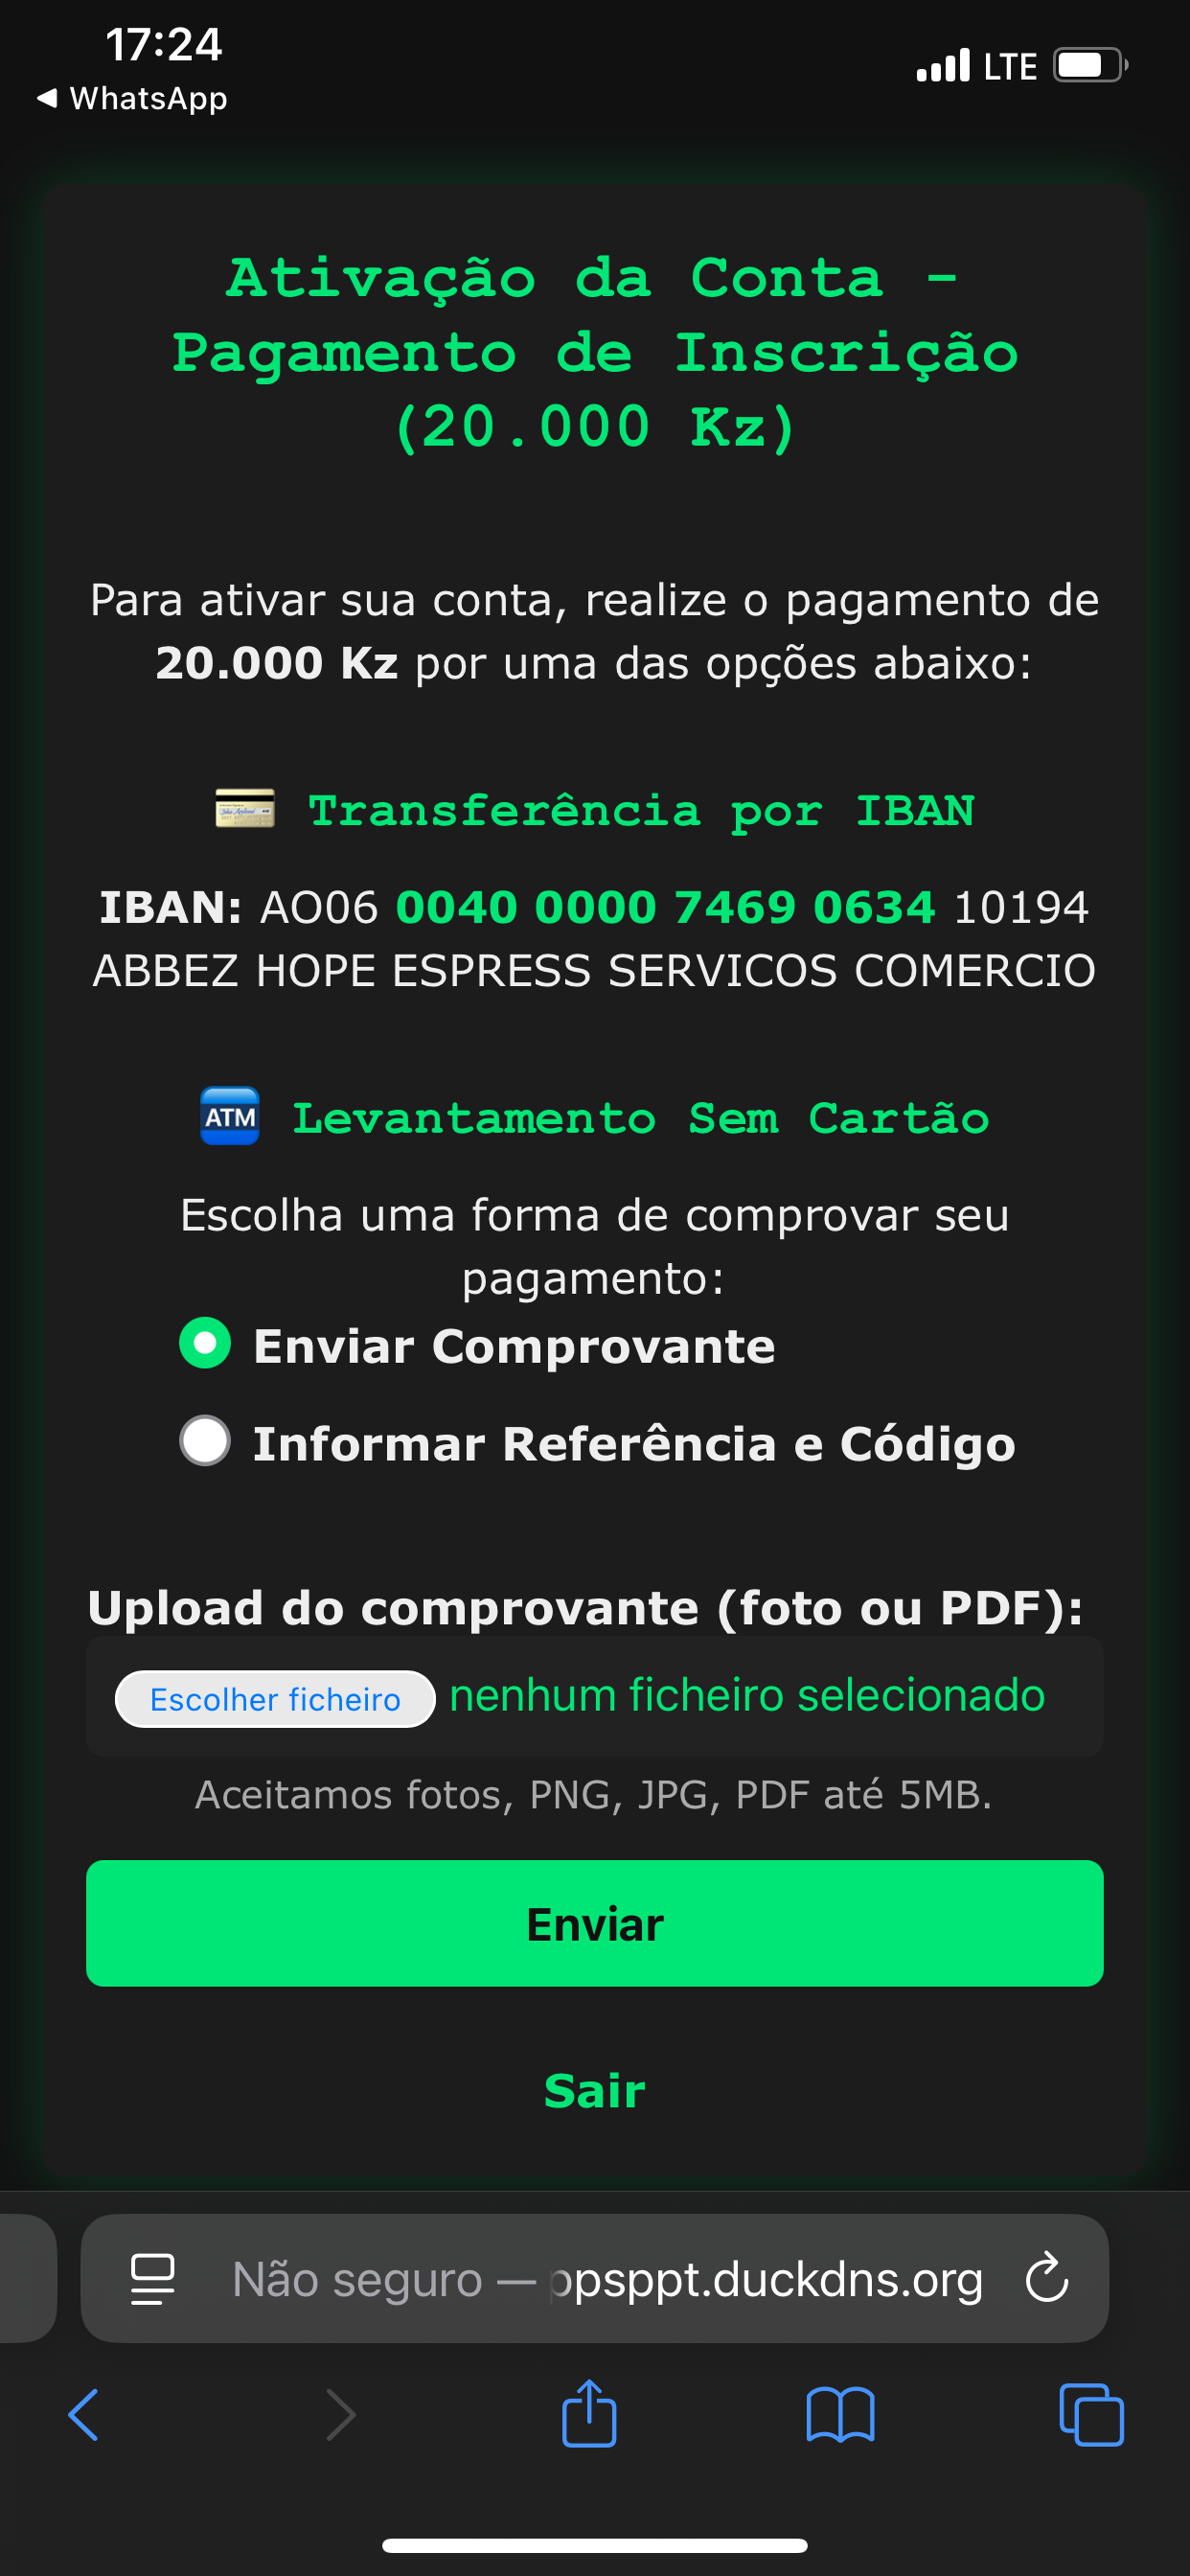 17:24
LTE
WhatsApp
Ativação da Conta -
Pagamento de Inscrição
(20.000 Kz)
Para ativar sua conta, realize o pagamento de
20.000 Kz por uma das opções abaixo:
Transferência por IBAN
IBAN: AO06 0040 0000 7469 0634 10194
ABBEZ HOPE ESPRESS SERVICOS COMERCIO
ATM Levantamento Sem Cartão
Escolha uma forma de comprovar seu
pagamento:
Enviar Comprovante
Informar Referência e Código
Upload do comprovante (foto ou PDF):
Escolher ficheiro nenhum ficheiro selecionado
Aceitamos fotos, PNG, JPG, PDF até 5MB.
Enviar
Sair
Não seguro — ppsppt.duckdns.org